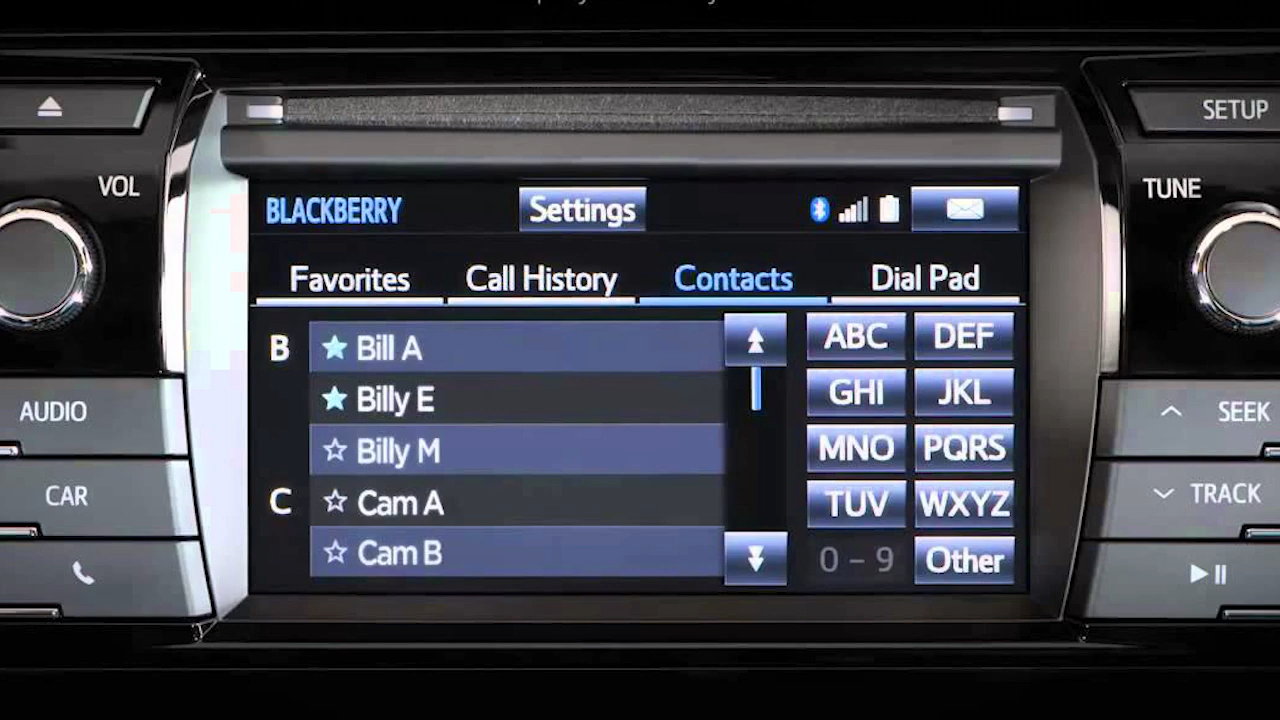 SETUP
VOL
TUNE
BLACKBERRY
Settings
Favorites
Call History
Contacts
Dial Pad
B
Bill A
Billy E
Billy M
C
Cam A
Cam B
ABC
DEF
GHI
JKL
MNO
PQRS
TUV
WXYZ
0 – 9
Other
AUDIO
CAR
SEEK
TRACK